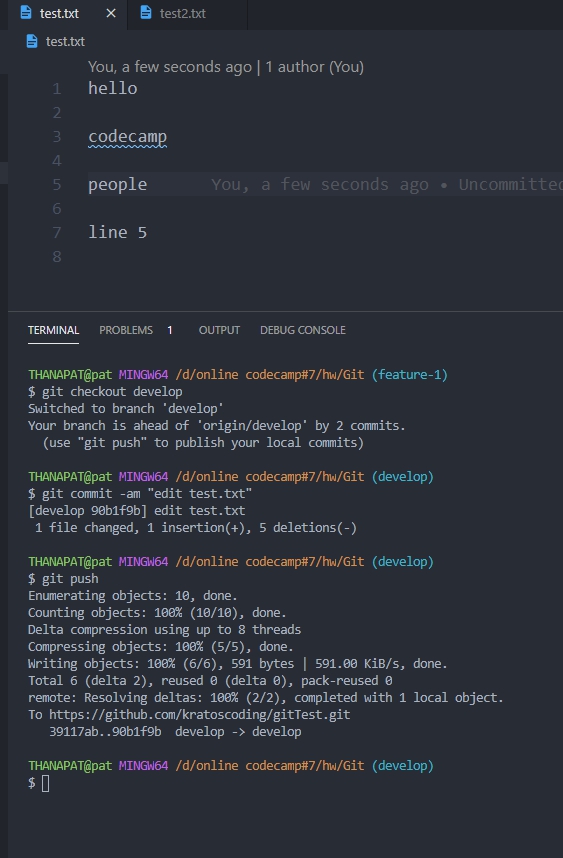 test.txt × test2.txt
test.txt
You, a few seconds ago | 1 author (You)
1 hello
2
3 codecamp
4
5 people You, a few seconds ago • Uncommitted
6
7 line 5
8
TERMINAL PROBLEMS 1 OUTPUT DEBUG CONSOLE
THANAPAT@pat MINGW64 /d/online codecamp#7/hw/Git (feature-1)
$ git checkout develop
Switched to branch 'develop'
Your branch is ahead of 'origin/develop' by 2 commits.
(use "git push" to publish your local commits)
THANAPAT@pat MINGW64 /d/online codecamp#7/hw/Git (develop)
$ git commit -am "edit test.txt"
[develop 90b1f9b] edit test.txt
1 file changed, 1 insertion(+), 5 deletions(-)
THANAPAT@pat MINGW64 /d/online codecamp#7/hw/Git (develop)
$ git push
Enumerating objects: 10, done.
Counting objects: 100% (10/10), done.
Delta compression using up to 8 threads
Compressing objects: 100% (5/5), done.
Writing objects: 100% (6/6), 591 bytes | 591.00 KiB/s, done.
Total 6 (delta 2), reused 0 (delta 0), pack-reused 0
remote: Resolving deltas: 100% (2/2), completed with 1 local object.
To https://github.com/kratoscoding/gitTest.git
39117ab..90b1f9b develop -> develop
THANAPAT@pat MINGW64 /d/online codecamp#7/hw/Git (develop)
$